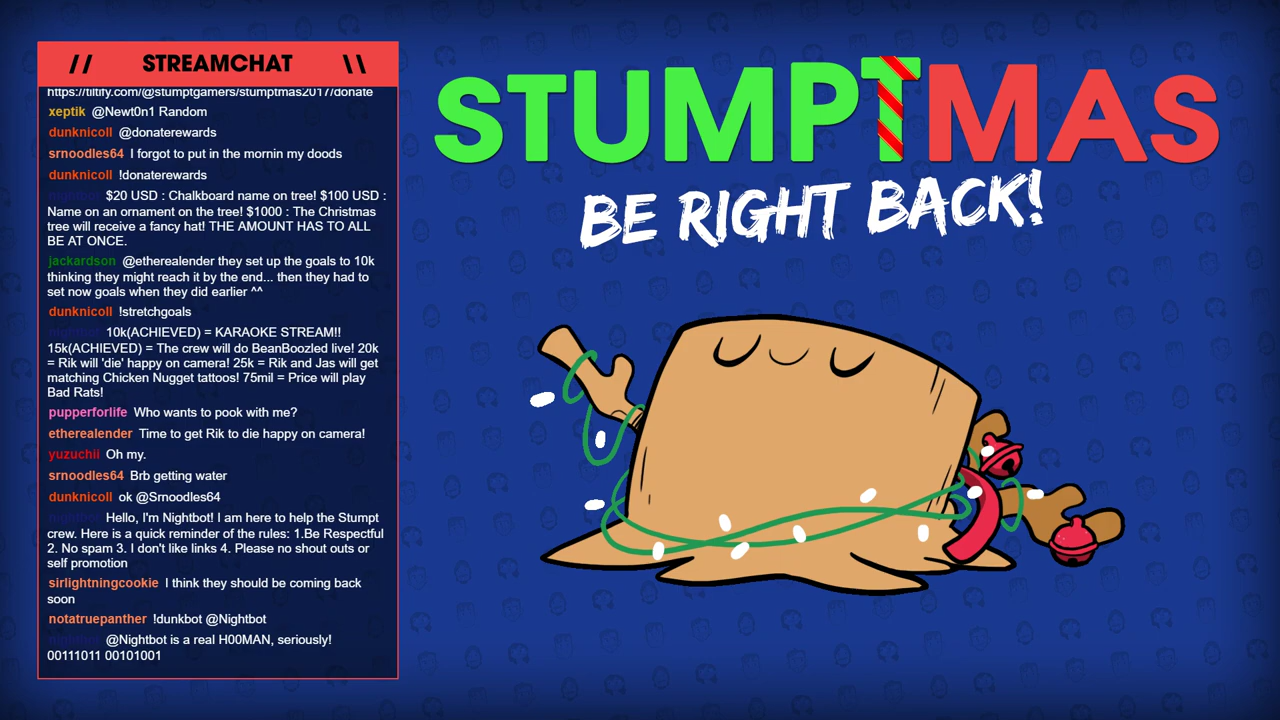 // STREAMCHAT \\
https://tiltify.com/@stumptgamers/stumptmas2017/donate
xeptik @Newt0n1 Random
dunknicoll @donaterewards
srnoodles64 I forgot to put in the mornin my doods
dunknicoll !donaterewards
$20 USD : Chalkboard name on tree! $100 USD :
Name on an ornament on the tree! $1000 : The Christmas
tree will receive a fancy hat! THE AMOUNT HAS TO ALL
BE AT ONCE.
jackardson @etherealender they set up the goals to 10k
thinking they might reach it by the end... then they had to
set now goals when they did earlier ^^
dunknicoll !stretchgoals
10k(ACHIEVED) = KARAOKE STREAM!!
15k(ACHIEVED) = The crew will do BeanBoozled live! 20k
= Rik will 'die' happy on camera! 25k = Rik and Jas will get
matching Chicken Nugget tattoos! 75mil = Price will play
Bad Rats!
pupperforlife Who wants to pook with me?
etherealender Time to get Rik to die happy on camera!
yuzuchii Oh my.
srnoodles64 Brb getting water
dunknicoll ok @Srnoodles64
Hello, I'm Nightbot! I am here to help the Stumpt
crew. Here is a quick reminder of the rules: 1.Be Respectful
2. No spam 3. I don't like links 4. Please no shout outs or
self promotion
sirlightningcookie I think they should be coming back
soon
notatruepanther !dunkbot @Nightbot
@Nightbot is a real H00MAN, seriously!
00111011 00101001
STUMPTMAS
BE RIGHT BACK!